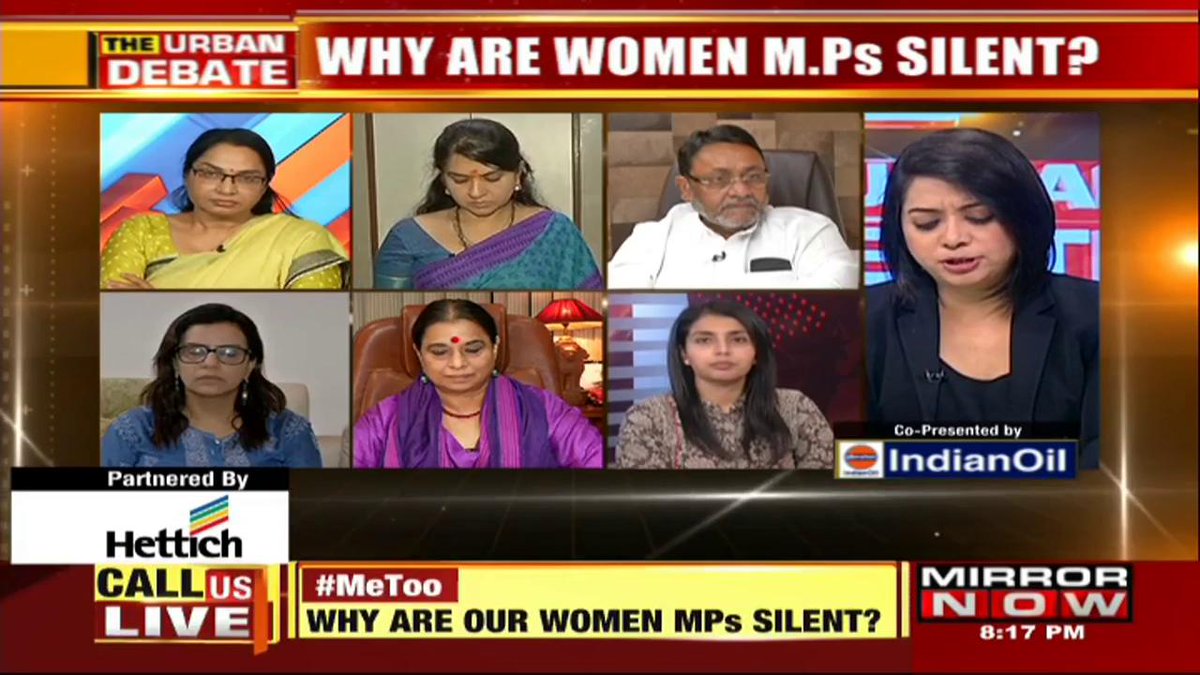 THE URBAN
DEBATE
WHY ARE WOMEN M.Ps SILENT?
Co-Presented by
IndianOil
Partnered By
Hettich
CALL US
LIVE
#MeToo
WHY ARE OUR WOMEN MPs SILENT?
MIRROR
NOW
8:17 PM